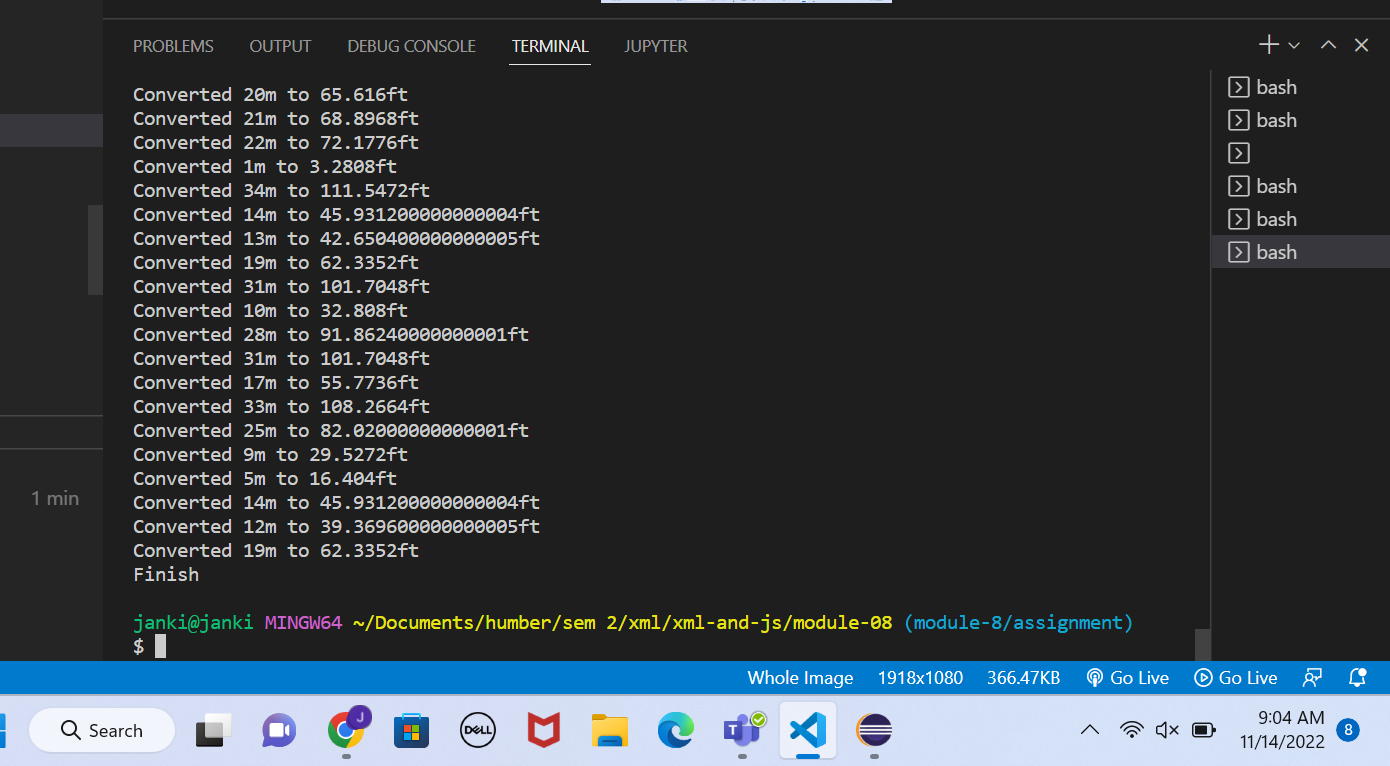 PROBLEMS OUTPUT DEBUG CONSOLE TERMINAL JUPYTER
Converted 20m to 65.616ft
Converted 21m to 68.8968ft
Converted 22m to 72.1776ft
Converted 1m to 3.2808ft
Converted 34m to 111.5472ft
Converted 14m to 45.931200000000004ft
Converted 13m to 42.650400000000005ft
Converted 19m to 62.3352ft
Converted 31m to 101.7048ft
Converted 10m to 32.808ft
Converted 28m to 91.86240000000001ft
Converted 31m to 101.7048ft
Converted 17m to 55.7736ft
Converted 33m to 108.2664ft
Converted 25m to 82.02000000000001ft
Converted 9m to 29.5272ft
Converted 5m to 16.404ft
Converted 14m to 45.931200000000004ft
Converted 12m to 39.369600000000005ft
Converted 19m to 62.3352ft
Finish
janki@janki MINGW64 ~/Documents/humber/sem 2/xml/xml-and-js/module-08 (module-8/assignment)
$
bash
bash
bash
bash
bash
1 min
Whole Image 1918x1080 366.47KB Go Live Go Live
Search
J
DELL
T
9:04 AM
11/14/2022
8